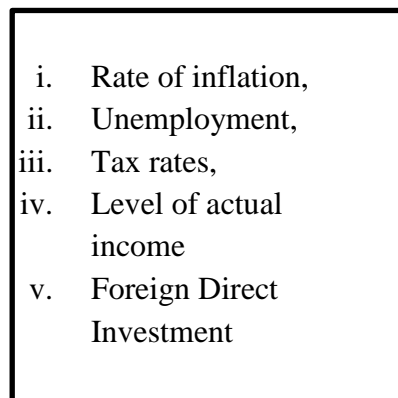 i. Rate of inflation,
ii. Unemployment,
iii. Tax rates,
iv. Level of actual
income
v. Foreign Direct
Investment